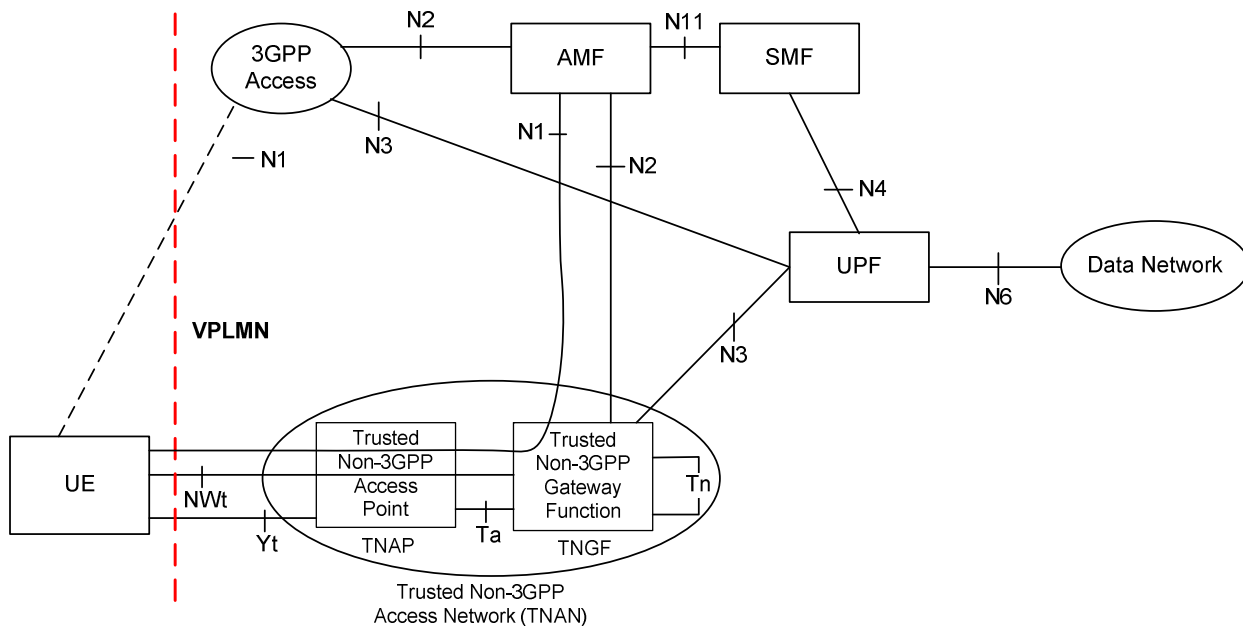 N2
N11
3GPP
Access
AMF
SMF
N1
N3
N2
N1
N4
UPF
Data Network
N6
VPLMN
N3
UE
NWt
Yt
Trusted
Non-3GPP
Access
Point
TNAP
Ta
Trusted
Non-3GPP
Gateway
Function
TNGF
Tn
Trusted Non-3GPP
Access Network (TNAN)